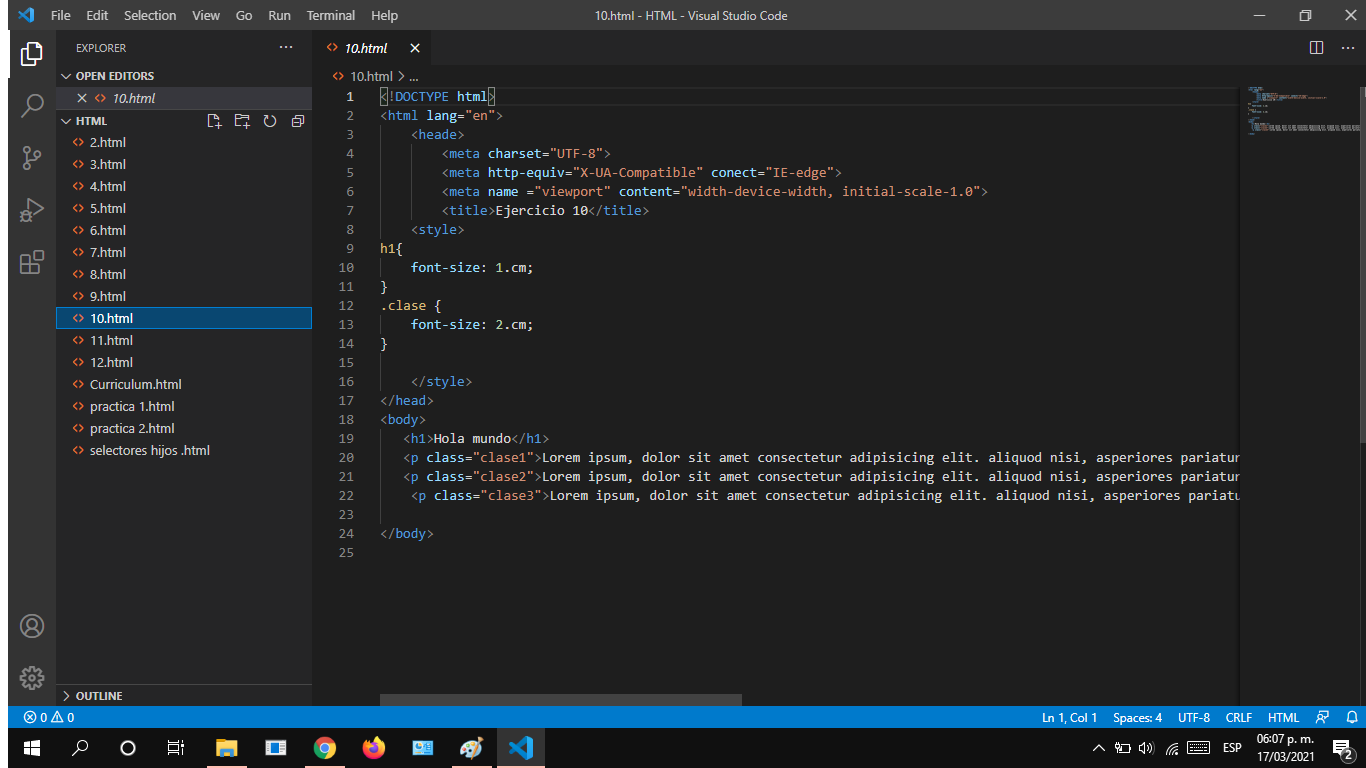 File Edit Selection View Go Run Terminal Help
10.html - HTML - Visual Studio Code
EXPLORER
OPEN EDITORS
10.html
HTML
2.html
3.html
4.html
5.html
6.html
7.html
8.html
9.html
10.html
11.html
12.html
Curriculum.html
practica 1.html
practica 2.html
selectores hijos .html
OUTLINE
10.html
10.html > ...
1 <!DOCTYPE html>
2 <html lang="en">
3 <heade>
4 <meta charset="UTF-8">
5 <meta http-equiv="X-UA-Compatible" conect="IE-edge">
6 <meta name ="viewport" content="width-device-width, initial-scale-1.0">
7 <title>Ejercicio 10</title>
8 <style>
9 h1{
10 font-size: 1.cm;
11 }
12 .clase {
13 font-size: 2.cm;
14 }
15
16 </style>
17 </head>
18 <body>
19 <h1>Hola mundo</h1>
20 <p class="clase1">Lorem ipsum, dolor sit amet consectetur adipisicing elit. aliquod nisi, asperiores pariatur
21 <p class="clase2">Lorem ipsum, dolor sit amet consectetur adipisicing elit. aliquod nisi, asperiores pariatur
22 <p class="clase3">Lorem ipsum, dolor sit amet consectetur adipisicing elit. aliquod nisi, asperiores pariatu
23
24 </body>
25
0 0
Ln 1, Col 1 Spaces: 4 UTF-8 CRLF HTML
ESP
06:07 p. m.
17/03/2021
2